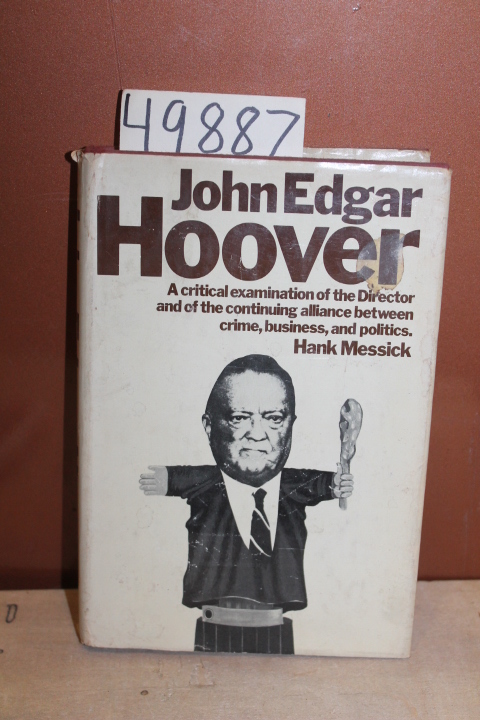 49887
John Edgar
Hoover
A critical examination of the Director
and of the continuing alliance between
crime, business, and politics.
Hank Messick
D